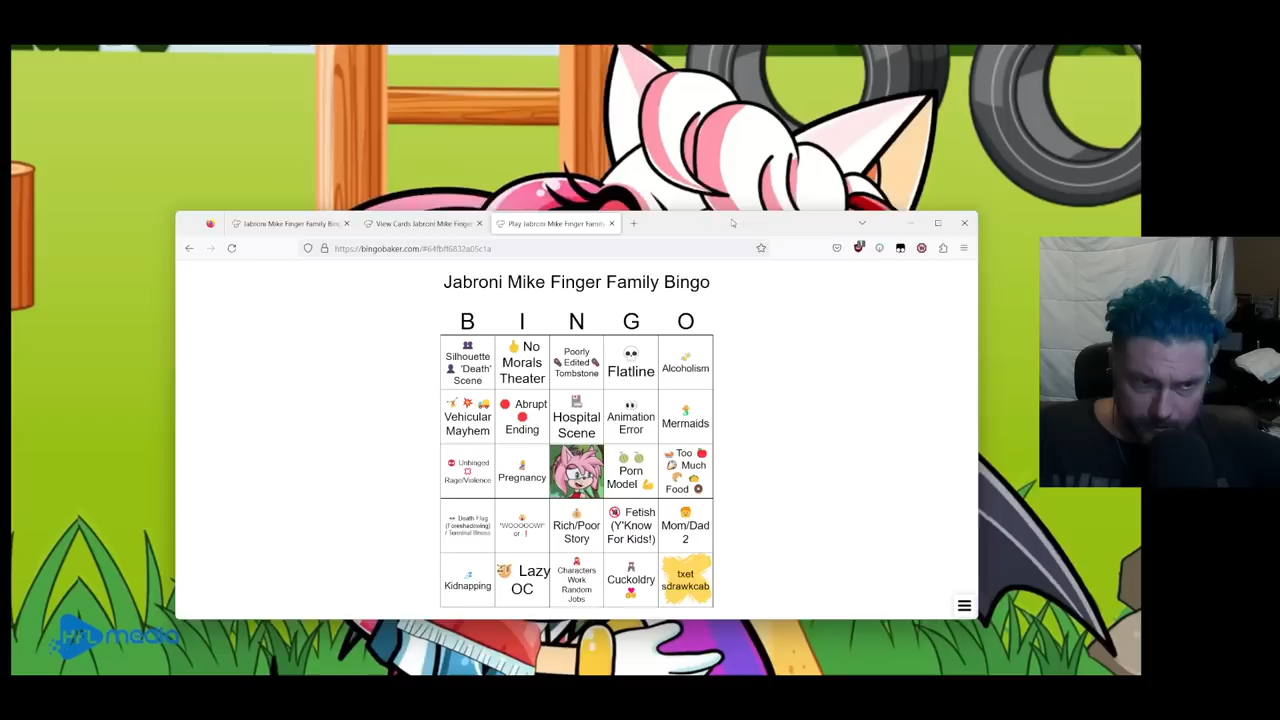 Jabroni Mike Finger Family Bin
View Cards Jabroni Mike Finger
Play Jabroni Mike Finger Family
https://bingobaker.com/#64fbff6832a05c1a
Jabroni Mike Finger Family Bingo
B I N G O
Silhouette
'Death'
Scene
No
Morals
Theater
Poorly
Edited
Tombstone
Flatline
Alcoholism
Vehicular
Mayhem
Abrupt
Ending
Hospital
Scene
Animation
Error
Mermaids
Unhinged
Rage/Violence
Pregnancy
Porn
Model
Too
Much
Food
Death Flag
(Foreshadowing)
/ Terminal Illness
"WOOOOOW!"
or
Rich/Poor
Story
Fetish
(Y'Know
For Kids!)
Mom/Dad
2
Kidnapping
Lazy
OC
Characters
Work
Random
Jobs
Cuckoldry
txet
sdrawkcab
media